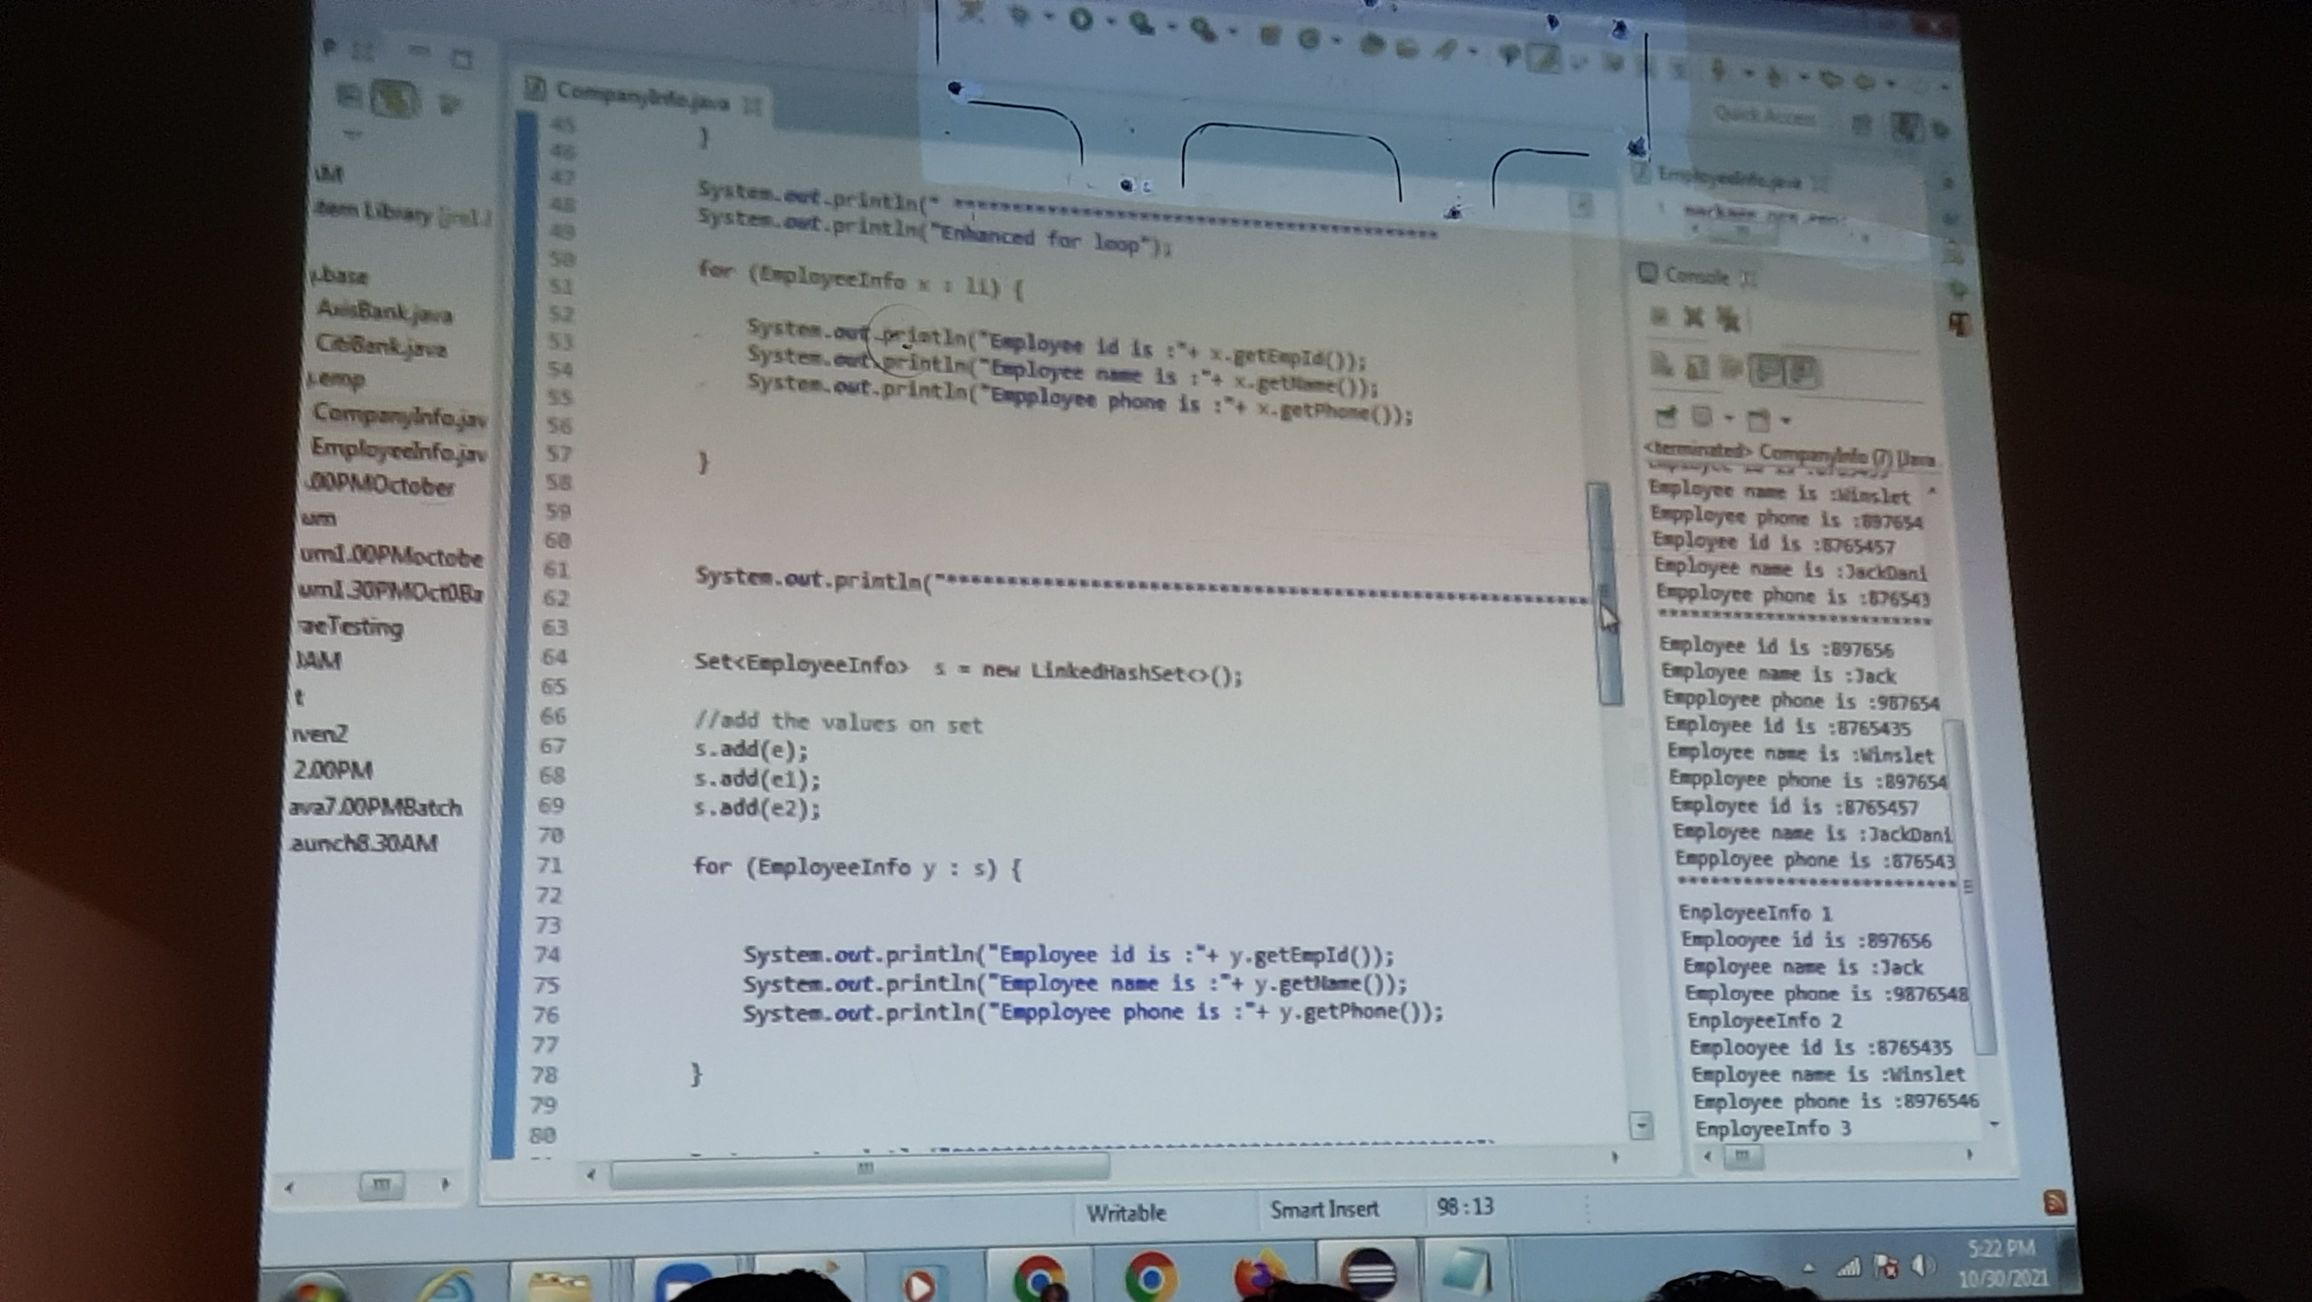 CompanyInfo.java
Quick Access
45
}
46
47
System.out.println("
48
System.out.println("Enhanced for loop");
49
50
for (EmployeeInfo x : li) {
51
52
System.out.println("Employee id is :"+ x.getEmpId());
53
System.out.println("Employee name is :"+ x.getName());
54
System.out.println("Empployee phone is :"+ x.getPhone());
55
56
57
}
58
59
60
61
System.out.println("*******************************************************
62
63
64
Set<EmployeeInfo>  s = new LinkedHashSet<>();
65
66
//add the values on set
67
s.add(e);
68
s.add(e1);
69
s.add(e2);
70
71
for (EmployeeInfo y : s) {
72
73
74
System.out.println("Employee id is :"+ y.getEmpId());
75
System.out.println("Employee name is :"+ y.getName());
76
System.out.println("Empployee phone is :"+ y.getPhone());
77
78
}
79
80
tem Library
.base
AxisBank.java
CitiBank.java
.emp
CompanyInfo.jav
EmployeeInfo.jav
.00PMOctober
um
um1.00PMoctobe
um1.30PMOct0Ba
aeTesting
AM
t
ven2
2.00PM
ava7.00PMBatch
aunch8.30AM
EmployeeInfo.java
Console
<terminated> CompanyInfo (7) [Java
Employee name is :Winslet
Empployee phone is :897654
Employee id is :8765457
Employee name is :JackDani
Empployee phone is :876543
***************************
Employee id is :897656
Employee name is :Jack
Empployee phone is :987654
Employee id is :8765435
Employee name is :Winslet
Empployee phone is :897654
Employee id is :8765457
Employee name is :JackDani
Empployee phone is :876543
***************************
EnployeeInfo 1
Emplooyee id is :897656
Employee name is :Jack
Employee phone is :9876548
EnployeeInfo 2
Emplooyee id is :8765435
Employee name is :Winslet
Employee phone is :8976546
EnployeeInfo 3
Writable
Smart Insert
98:13
5:22 PM
10/30/2021